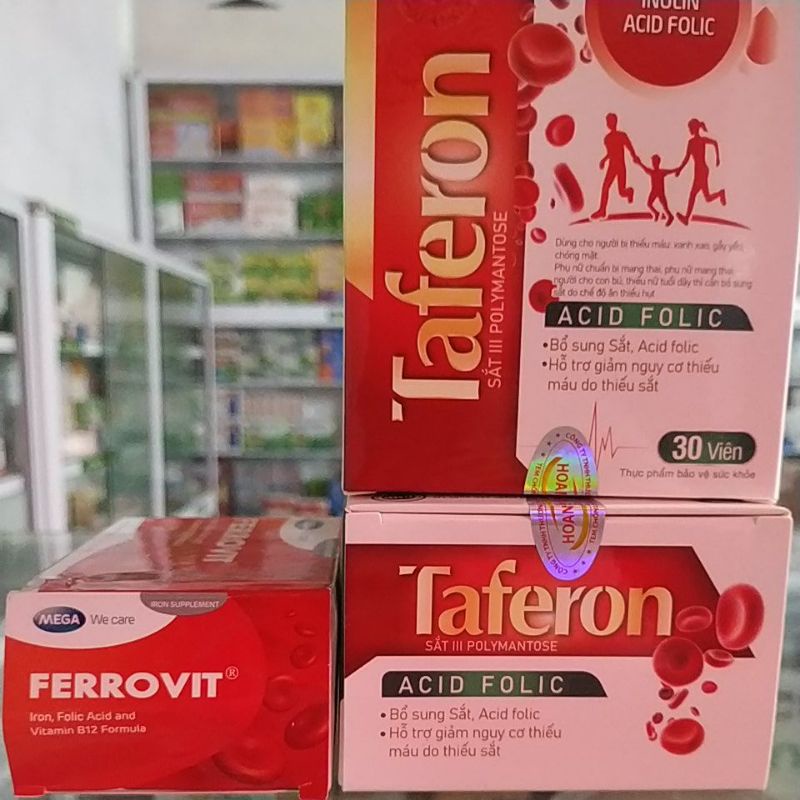 INULIN
ACID FOLIC
Taferon
SẮT III POLYMANTOSE
Dùng cho người bị thiếu máu: xanh xao, gầy yếu,
chóng mặt.
Phụ nữ chuẩn bị mang thai, phụ nữ mang thai,
người cho con bú, thiếu nữ tuổi dậy thì cần bổ sung
sắt do chế độ ăn thiếu hụt
ACID FOLIC
•Bổ sung Sắt, Acid folic
•Hỗ trợ giảm nguy cơ thiếu
máu do thiếu sắt
30 Viên
Thực phẩm bảo vệ sức khỏe
HOAN
Taferon
SẮT III POLYMANTOSE
ACID FOLIC
• Bổ sung Sắt, Acid folic
• Hỗ trợ giảm nguy cơ thiếu
máu do thiếu sắt
FERROVIT
MEGA We care
IRON SUPPLEMENT
FERROVIT®
Iron, Folic Acid and
Vitamin B12 Formula